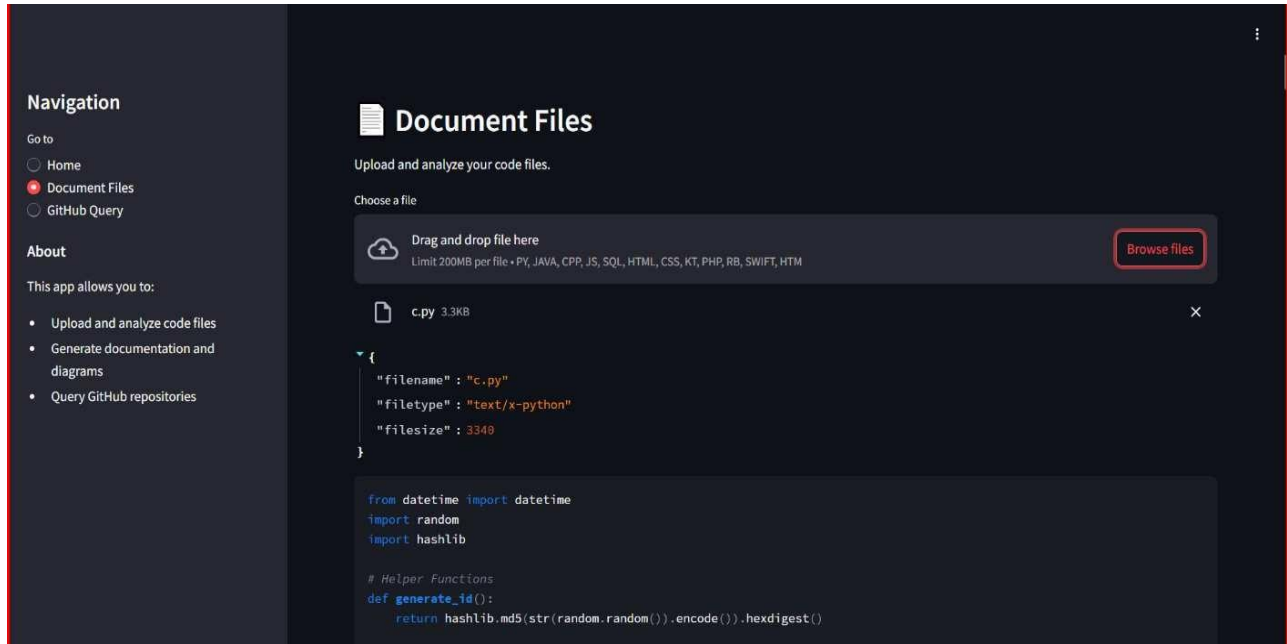 Navigation
Go to
Home
Document Files
GitHub Query
About
This app allows you to:
• Upload and analyze code files
• Generate documentation and
diagrams
• Query GitHub repositories
Document Files
Upload and analyze your code files.
Choose a file
Drag and drop file here
Limit 200MB per file • PY, JAVA, CPP, JS, SQL, HTML, CSS, KT, PHP, RB, SWIFT, HTM
Browse files
c.py 3.3KB
{
"filename" : "c.py"
"filetype" : "text/x-python"
"filesize" : 3340
}
from datetime import datetime
import random
import hashlib
# Helper Functions
def generate_id():
return hashlib.md5(str(random.random()).encode()).hexdigest()